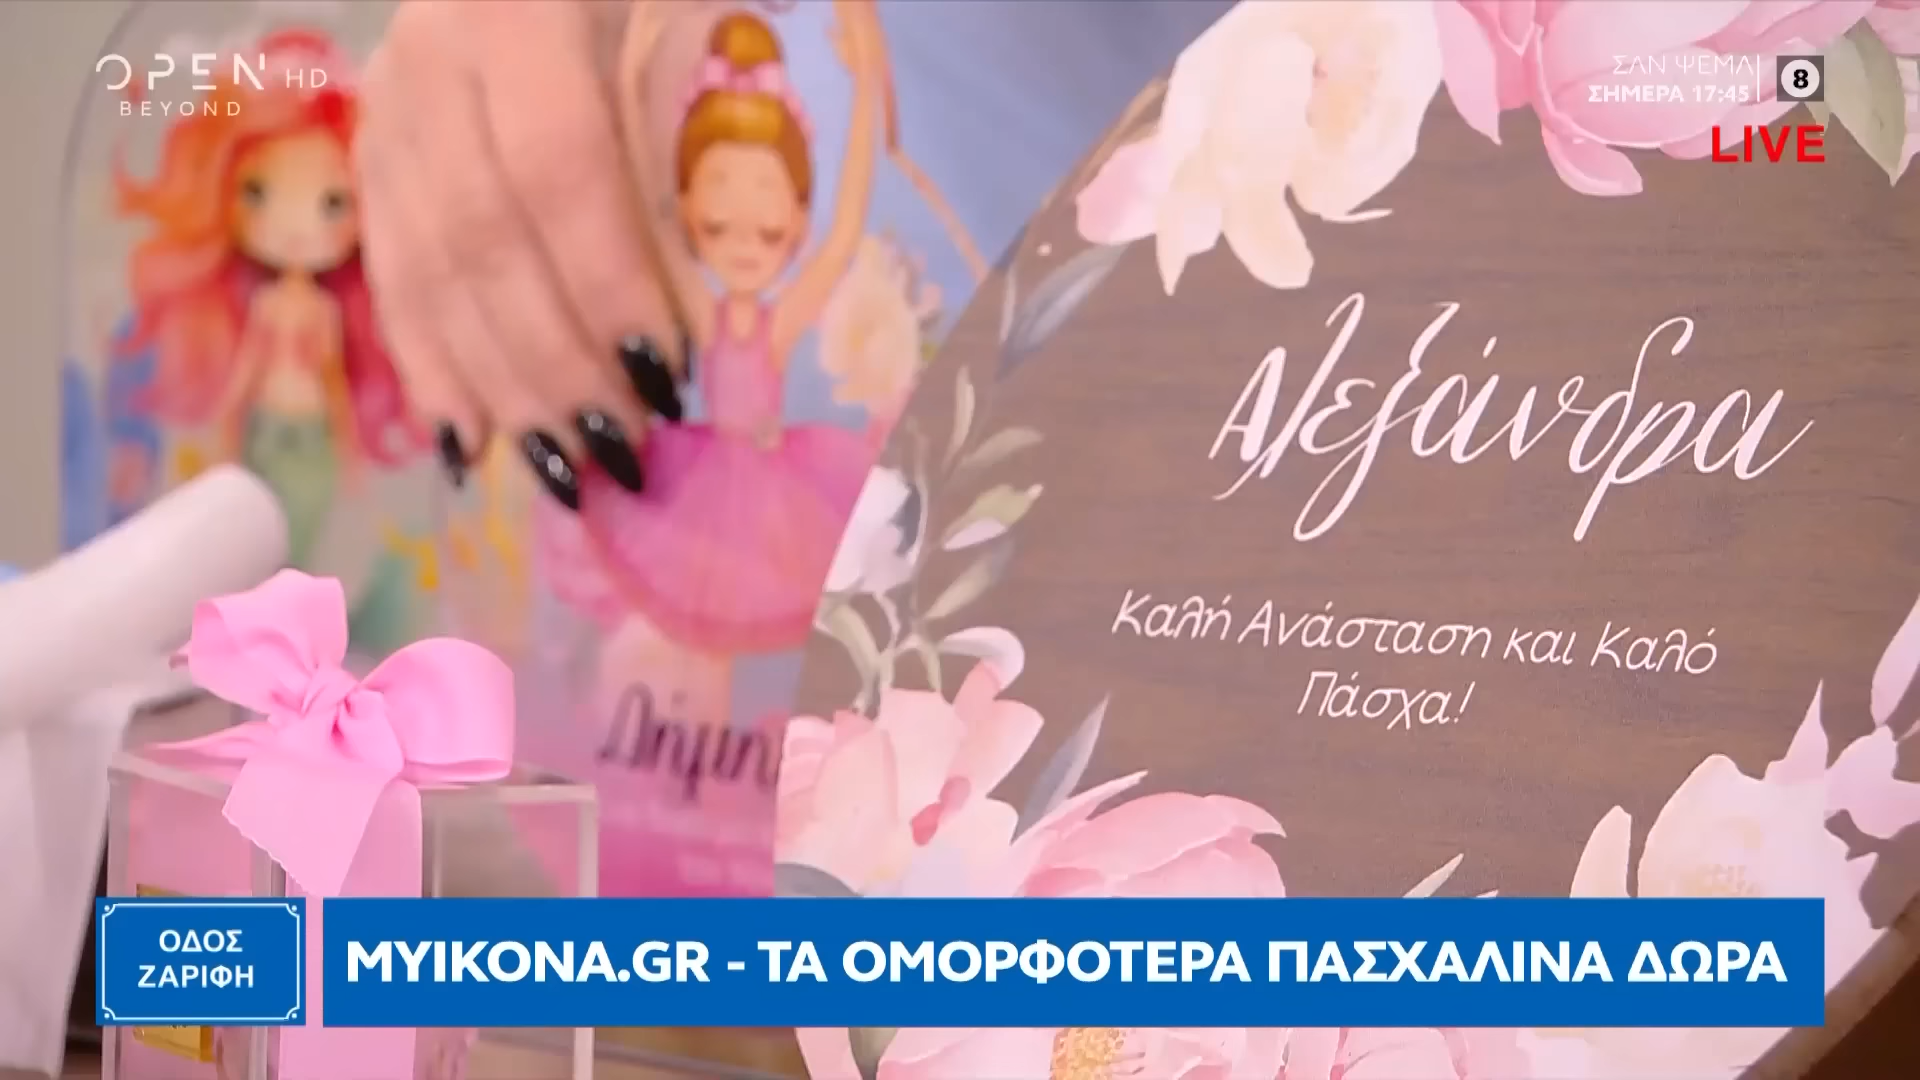 OPEN HD
BEYOND
ΣΑΝ ΨΕΜΑ
ΣΗΜΕΡΑ 17:45
8
LIVE
Αλεξάνδρα
Καλή Ανάσταση και Καλό
Πάσχα!
ΟΔΟΣ
ΖΑΡΙΦΗ
MYIKONA.GR - ΤΑ ΟΜΟΡΦΟΤΕΡΑ ΠΑΣΧΑΛΙΝΑ ΔΩΡΑ